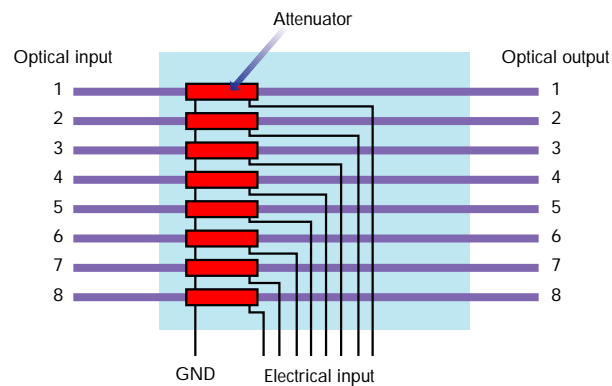 Attenuator
Optical input
Optical output
1 1
2 2
3 3
4 4
5 5
6 6
7 7
8 8
GND
Electrical input